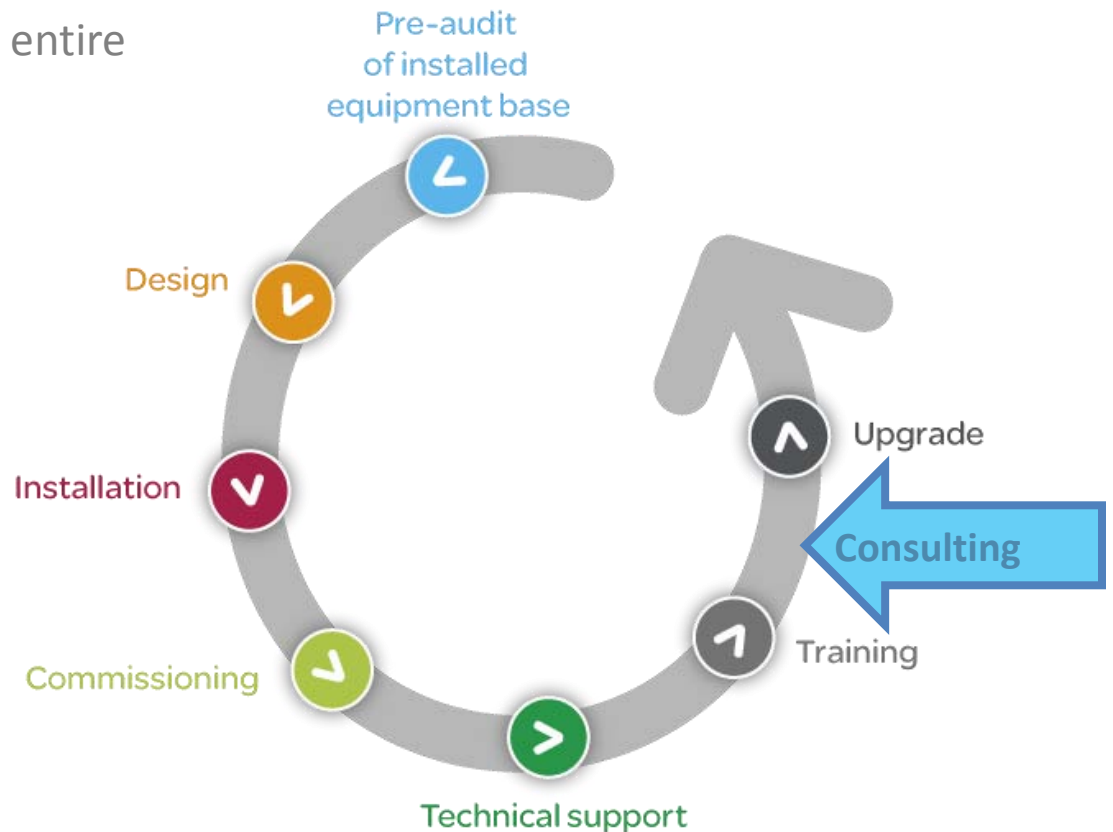 entire
Pre-audit
of installed
equipment base
Design
Installation
Commissioning
Technical support
Training
Consulting
Upgrade